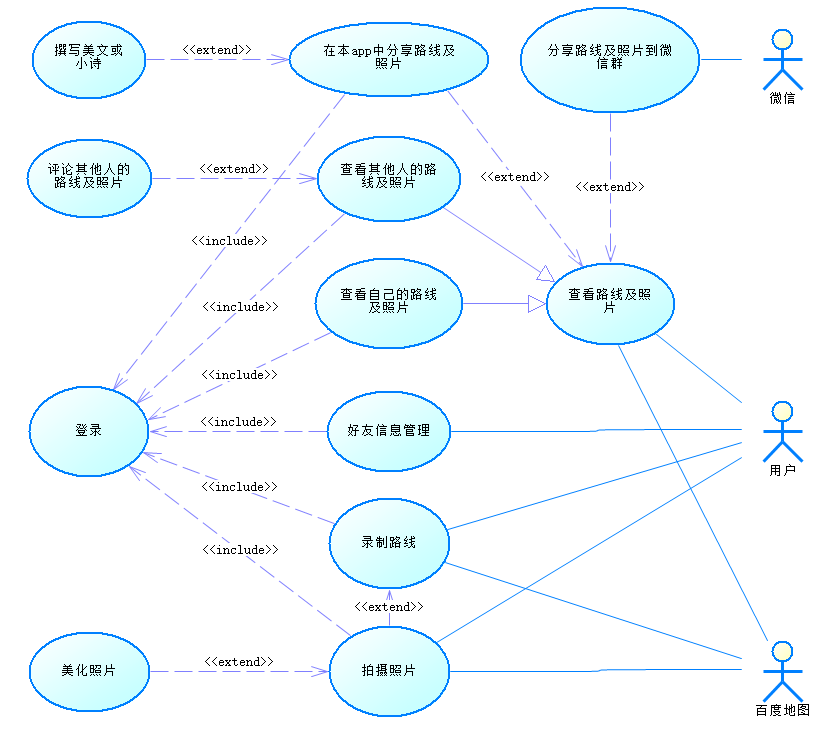 撰写美文或
小诗
<<extend>>
在本app中分享路线及
照片
分享路线及照片到微
信群
微信
评论其他人的
路线及照片
<<extend>>
查看其他人的路
线及照片
<<extend>>
<<extend>>
<<include>>
<<include>>
查看自己的路线
及照片
查看路线及照
片
<<include>>
登录
<<include>>
好友信息管理
用户
<<include>>
录制路线
<<include>>
<<extend>>
美化照片
<<extend>>
拍摄照片
百度地图